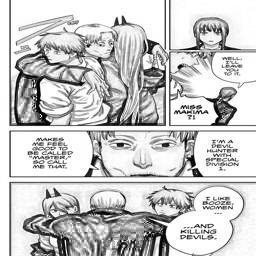 WELL,
I'LL
LEAVE
YOU
TO IT.
MISS
MAKIMA
?!
MAKES
ME FEEL
GOOD TO
BE CALLED
"MASTER,"
SO CALL
ME THAT.
I'M A
DEVIL
HUNTER
WITH
SPECIAL
DIVISION
1.
I LIKE
BOOZE,
WOMEN
...
...AND
KILLING
DEVILS.